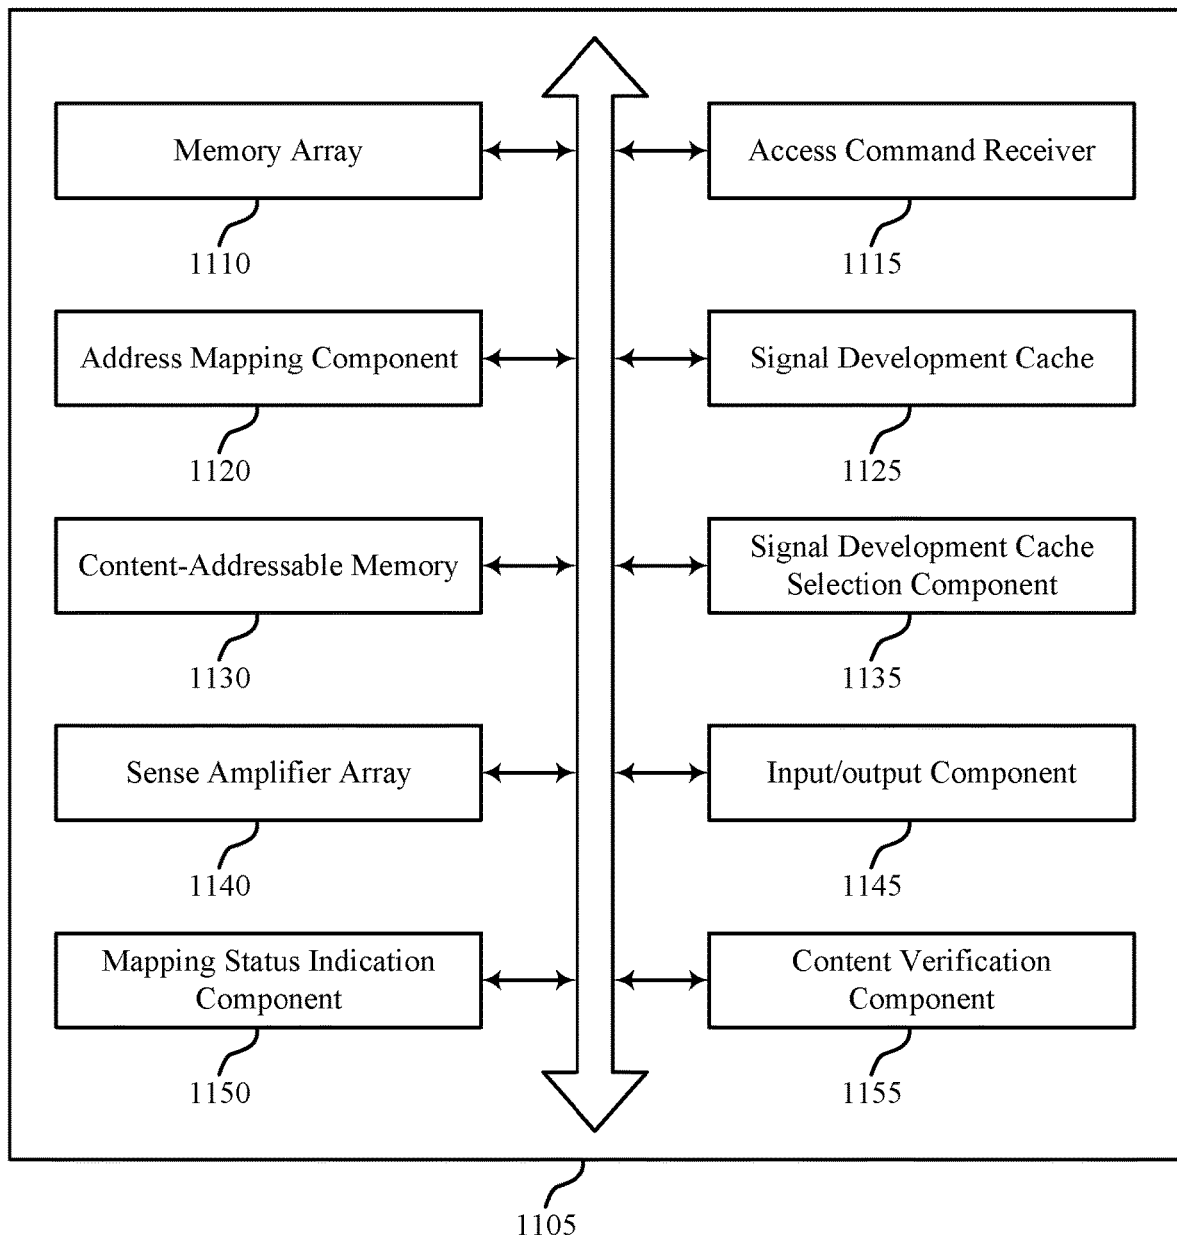 Memory Array
Access Command Receiver
1110
1115
Address Mapping Component
Signal Development Cache
1120
1125
Content-Addressable Memory
Signal Development Cache
Selection Component
1130
1135
Sense Amplifier Array
Input/output Component
1140
1145
Mapping Status Indication
Component
Content Verification
Component
1150
1155
1105